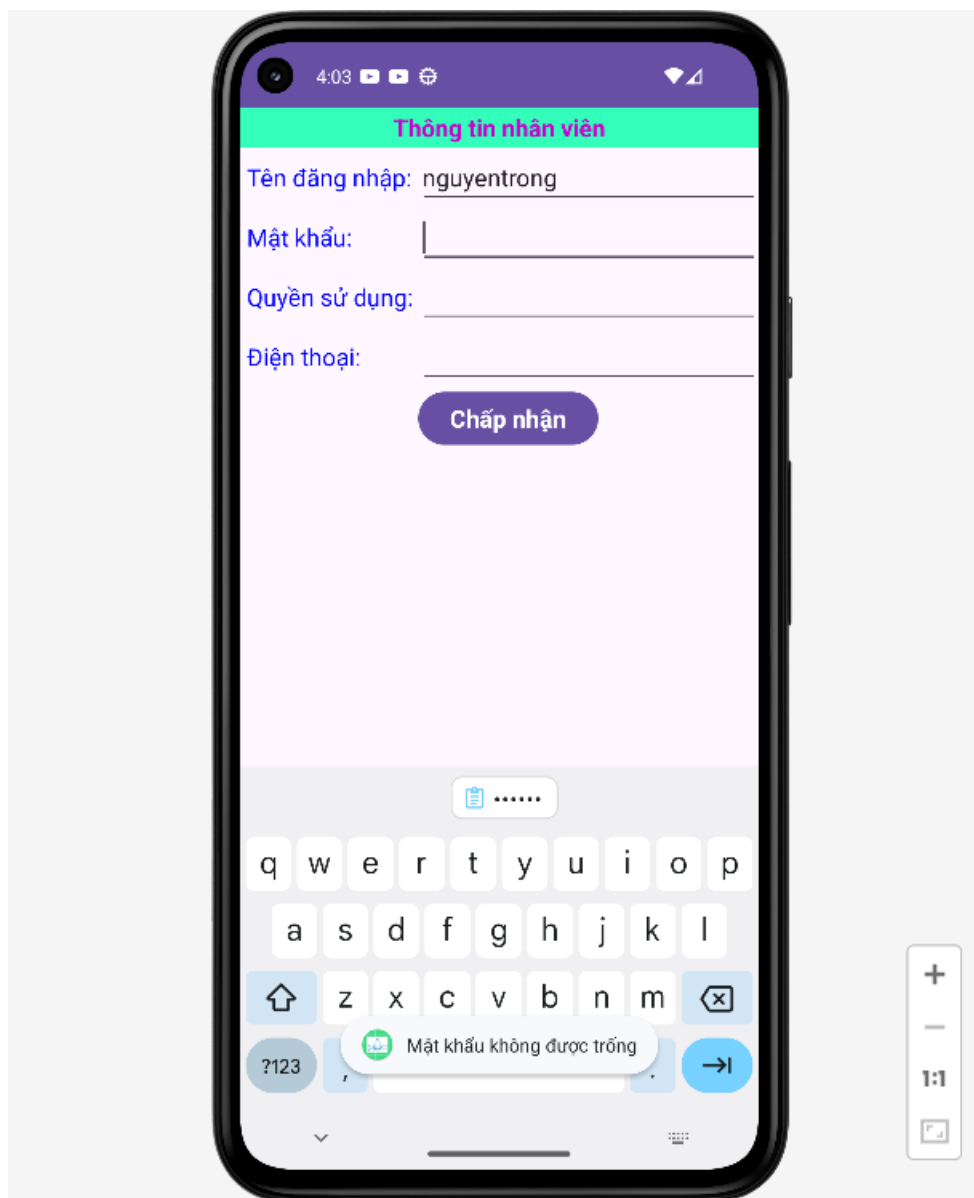 4:03
Thông tin nhân viên
Tên đăng nhập: nguyentrong
Mật khẩu:
Quyền sử dụng:
Điện thoại:
Chấp nhận
••••••
q w e r t y u i o p
a s d f g h j k l
z x c v b n m
Mật khẩu không được trống
?123 , .
+
−
1:1